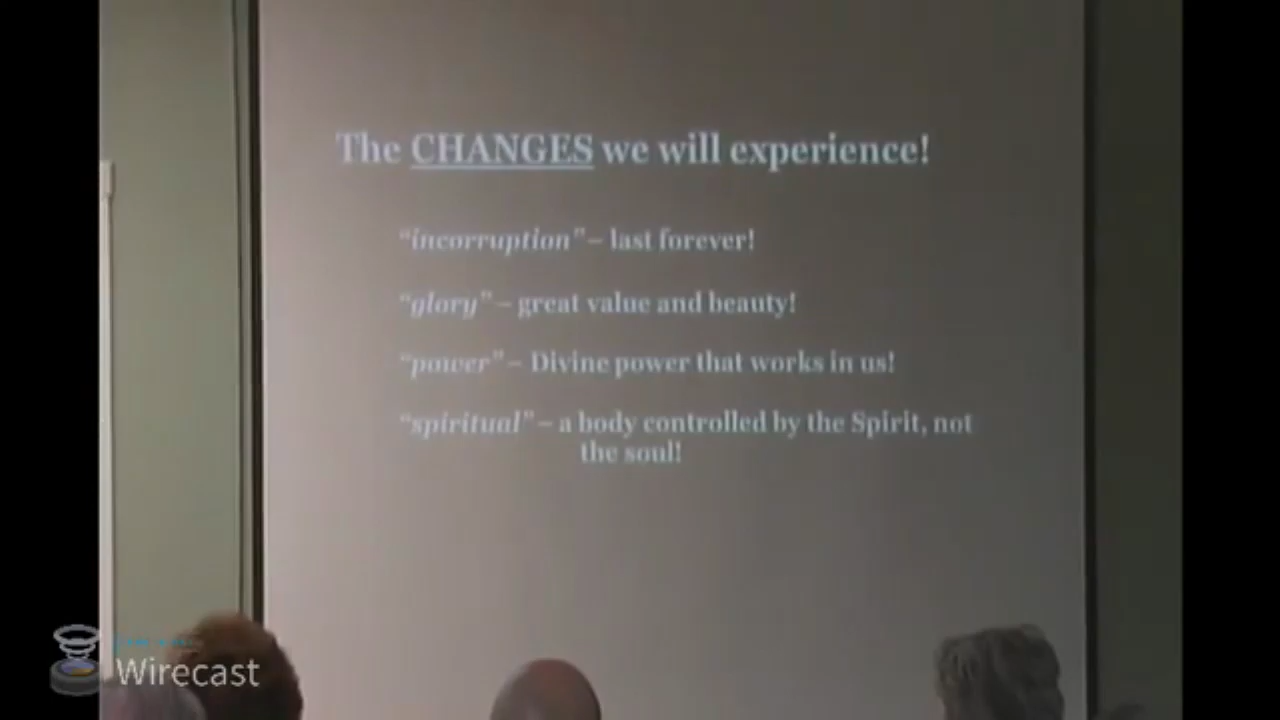 The CHANGES we will experience!
“incorruption” – last forever!
“glory” – great value and beauty!
“power” – Divine power that works in us!
“spiritual” – a body controlled by the Spirit, not
the soul!
Wirecast